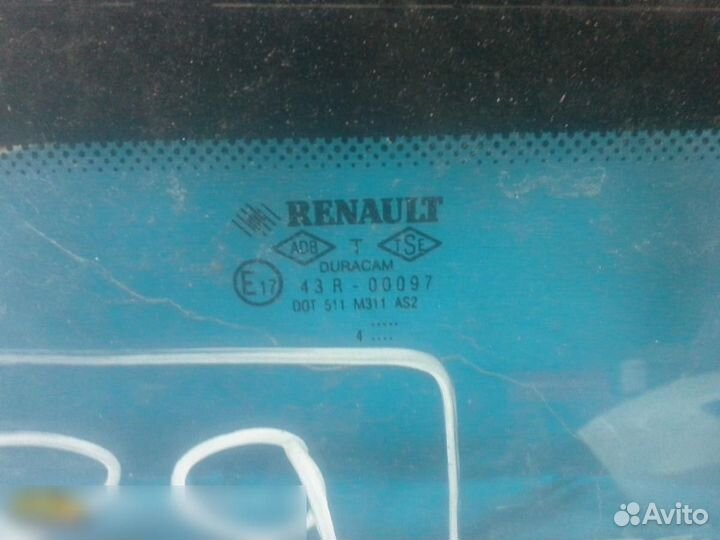 RENAULT
ADB T TSE
DURACAM
E17 43R-00097
DOT 511 M311 AS2
.....
4 ....
Avito